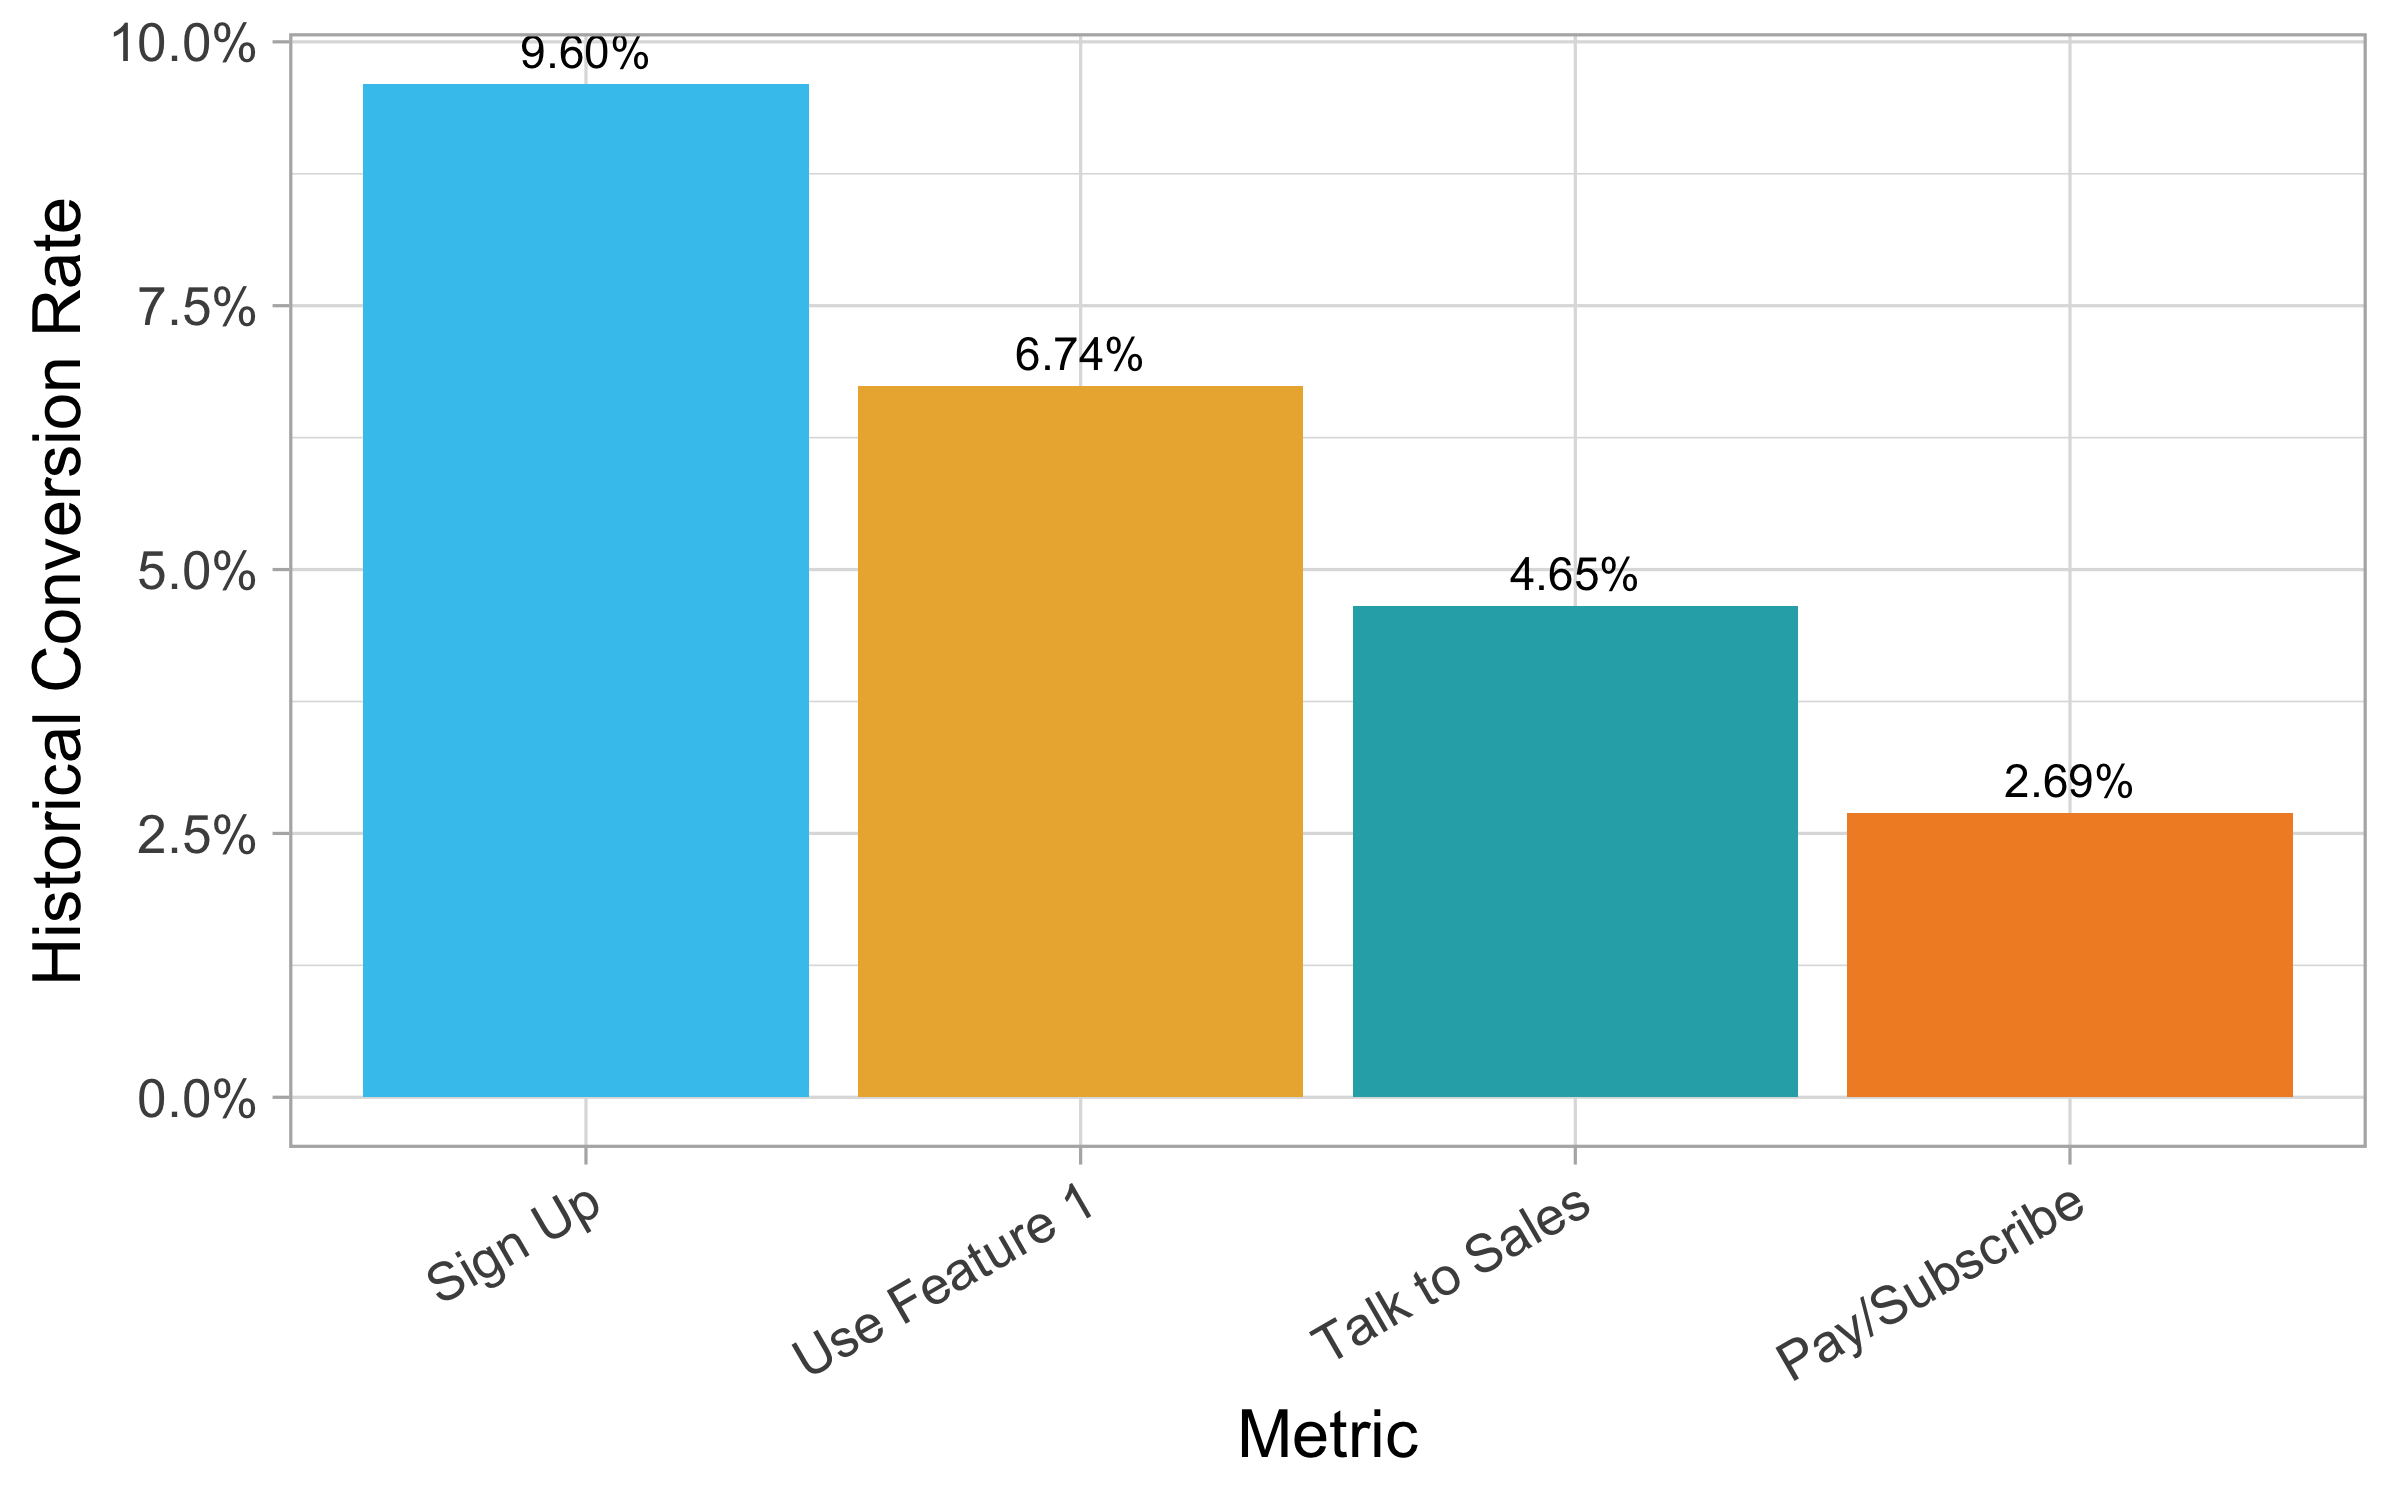 Historical Conversion Rate
10.0%
7.5%
5.0%
2.5%
0.0%
9.60%
6.74%
4.65%
2.69%
Sign Up
Use Feature 1
Talk to Sales
Pay/Subscribe
Metric